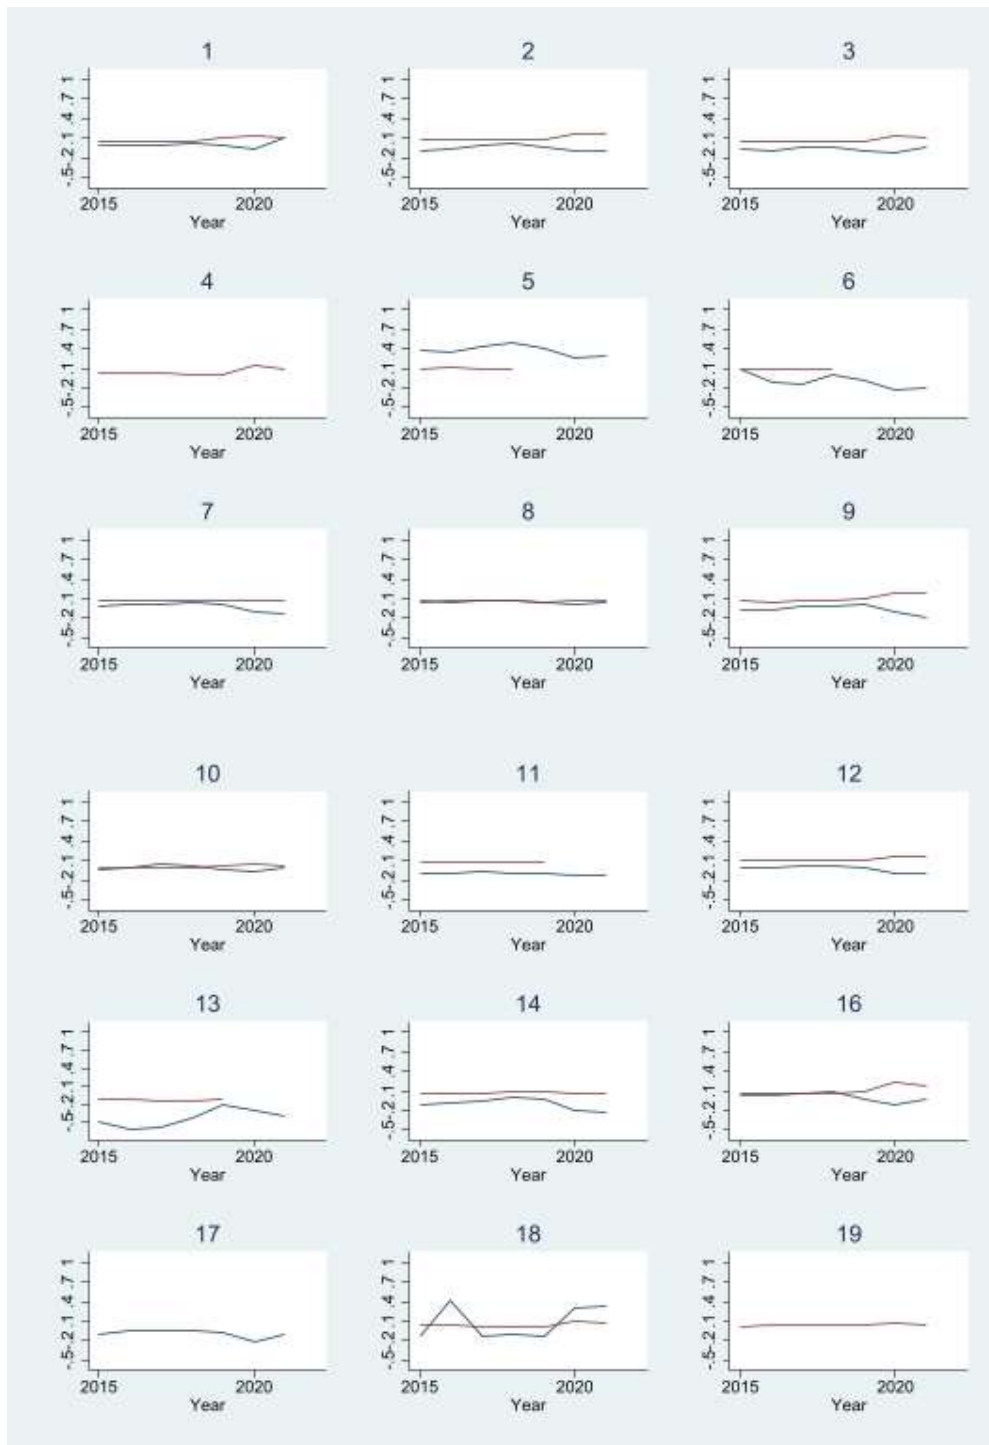 1 2 3
-.5-.2 .1 .4 .7 1 -.5-.2 .1 .4 .7 1 -.5-.2 .1 .4 .7 1
2015 2020 2015 2020 2015 2020
Year Year Year
4 5 6
-.5-.2 .1 .4 .7 1 -.5-.2 .1 .4 .7 1 -.5-.2 .1 .4 .7 1
2015 2020 2015 2020 2015 2020
Year Year Year
7 8 9
-.5-.2 .1 .4 .7 1 -.5-.2 .1 .4 .7 1 -.5-.2 .1 .4 .7 1
2015 2020 2015 2020 2015 2020
Year Year Year
10 11 12
-.5-.2 .1 .4 .7 1 -.5-.2 .1 .4 .7 1 -.5-.2 .1 .4 .7 1
2015 2020 2015 2020 2015 2020
Year Year Year
13 14 16
-.5-.2 .1 .4 .7 1 -.5-.2 .1 .4 .7 1 -.5-.2 .1 .4 .7 1
2015 2020 2015 2020 2015 2020
Year Year Year
17 18 19
-.5-.2 .1 .4 .7 1 -.5-.2 .1 .4 .7 1 -.5-.2 .1 .4 .7 1
2015 2020 2015 2020 2015 2020
Year Year Year